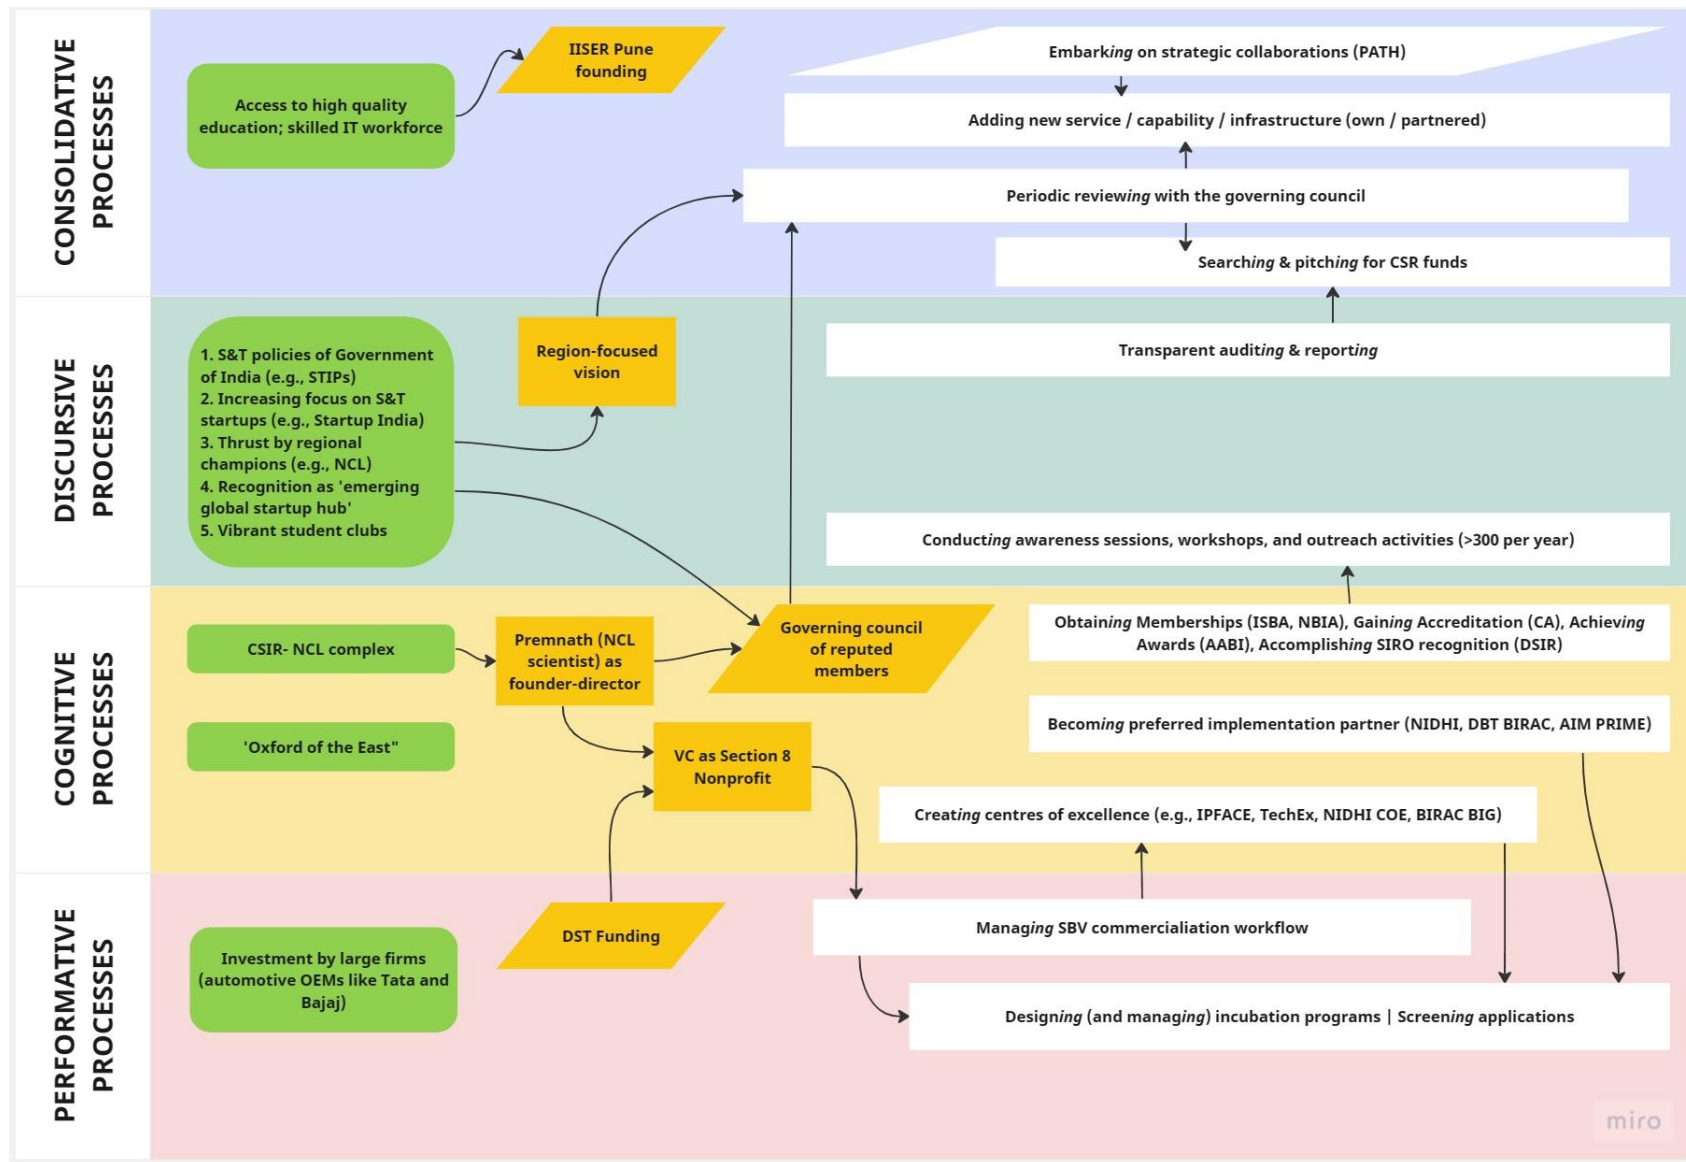 CONSOLIDATIVE
PROCESSES
Access to high quality
education; skilled IT workforce
IISER Pune
founding
Embarking on strategic collaborations (PATH)
Adding new service / capability / infrastructure (own / partnered)
Periodic reviewing with the governing council
Searching & pitching for CSR funds
DISCURSIVE
PROCESSES
1. S&T policies of Government
of India (e.g., STIPs)
2. Increasing focus on S&T
startups (e.g., Startup India)
3. Thrust by regional
champions (e.g., NCL)
4. Recognition as 'emerging
global startup hub'
5. Vibrant student clubs
Region-focused
vision
Transparent auditing & reporting
Conducting awareness sessions, workshops, and outreach activities (>300 per year)
COGNITIVE
PROCESSES
CSIR- NCL complex
'Oxford of the East"
Premnath (NCL
scientist) as
founder-director
Governing council
of reputed
members
VC as Section 8
Nonprofit
Obtaining Memberships (ISBA, NBIA), Gaining Accreditation (CA), Achieving
Awards (AABI), Accomplishing SIRO recognition (DSIR)
Becoming preferred implementation partner (NIDHI, DBT BIRAC, AIM PRIME)
Creating centres of excellence (e.g., IPFACE, TechEx, NIDHI COE, BIRAC BIG)
PERFORMATIVE
PROCESSES
Investment by large firms
(automotive OEMs like Tata and
Bajaj)
DST Funding
Managing SBV commercialiation workflow
Designing (and managing) incubation programs | Screening applications
miro